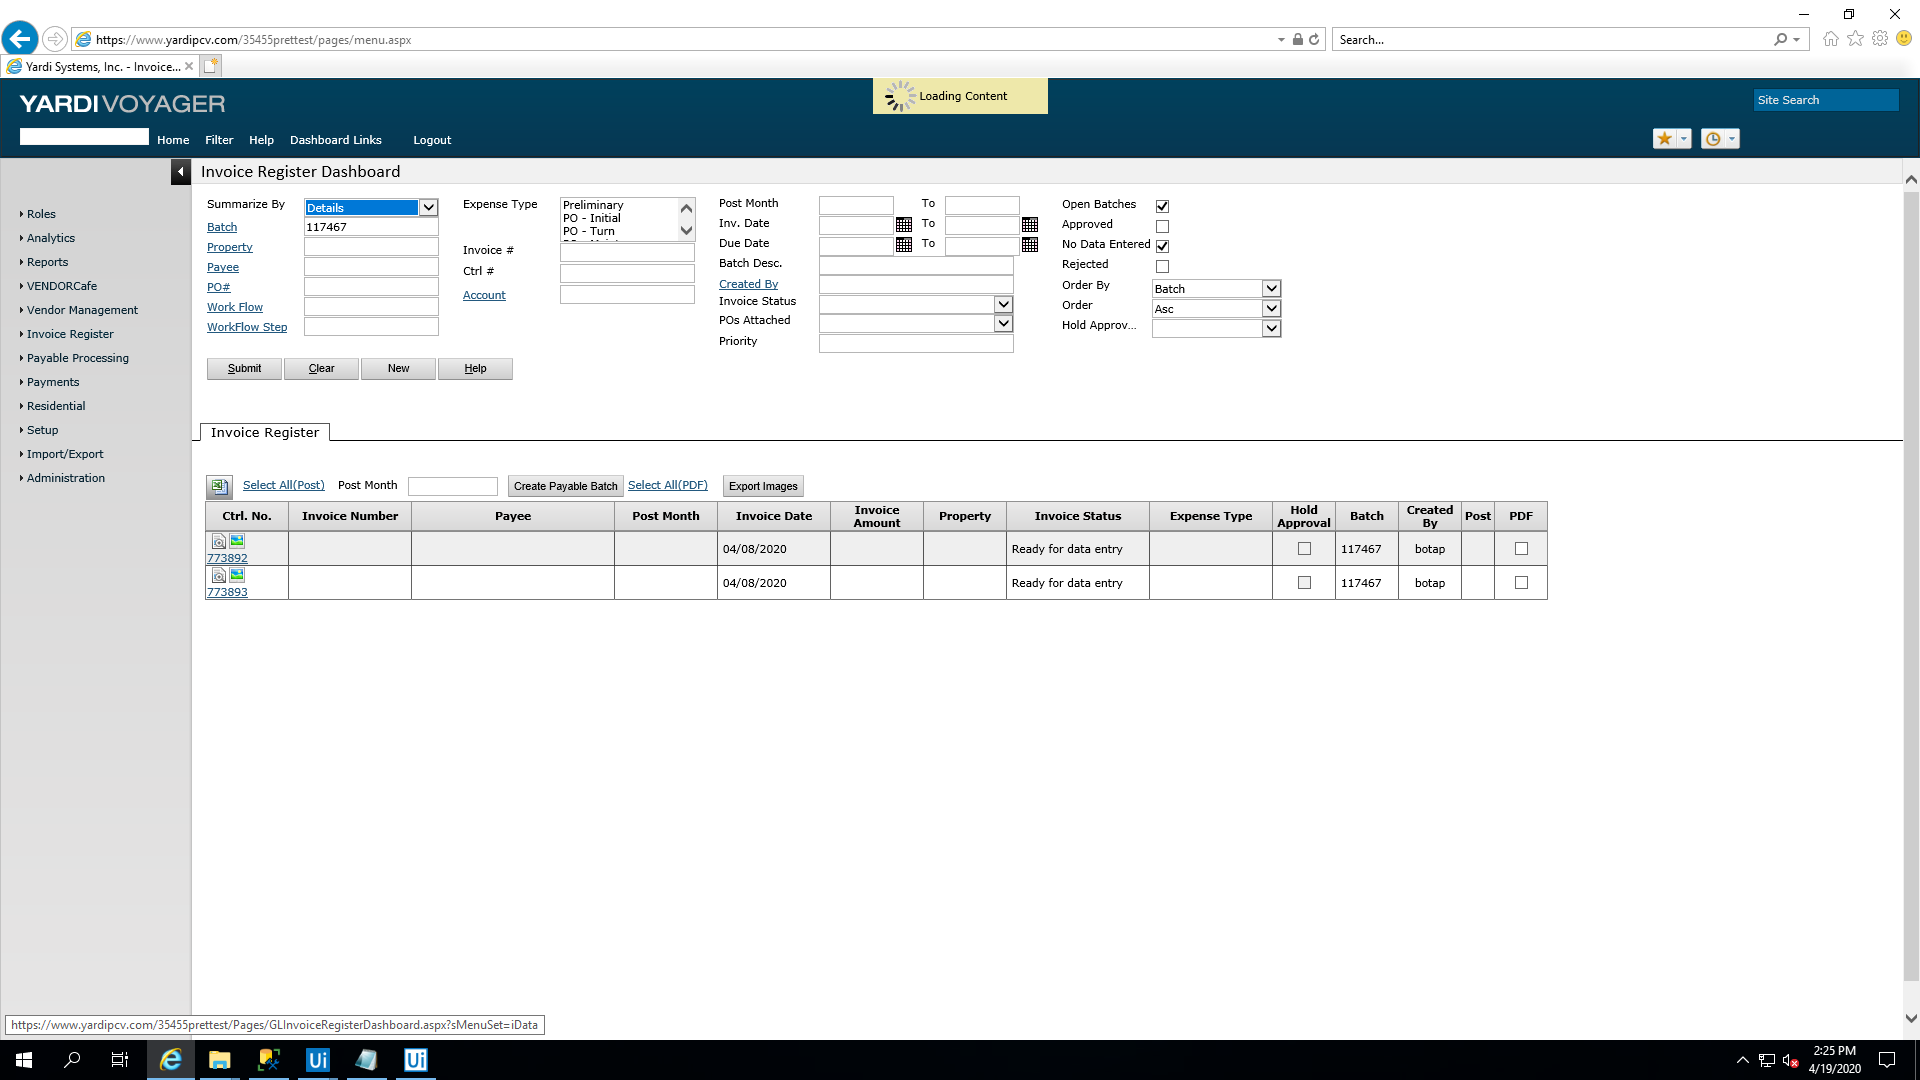 https://www.yardipcv.com/35455prettest/pages/menu.aspx
Search...
Yardi Systems, Inc. - Invoice...
YARDI VOYAGER
Loading Content
Site Search
Home Filter Help Dashboard Links Logout
Invoice Register Dashboard
Roles
Analytics
Reports
VENDORCafe
Vendor Management
Invoice Register
Payable Processing
Payments
Residential
Setup
Import/Export
Administration
Summarize By Details
Batch 117467
Property
Payee
PO#
Work Flow
WorkFlow Step
Expense Type Preliminary
PO - Initial
PO - Turn
Invoice #
Ctrl #
Account
Post Month To
Inv. Date To
Due Date To
Batch Desc.
Created By
Invoice Status
POs Attached
Priority
Open Batches
Approved
No Data Entered
Rejected
Order By Batch
Order Asc
Hold Approv...
Submit Clear New Help
Invoice Register
Select All(Post) Post Month Create Payable Batch Select All(PDF) Export Images
Ctrl. No. Invoice Number Payee Post Month Invoice Date Invoice Amount Property Invoice Status Expense Type Hold Approval Batch Created By Post PDF
773892 04/08/2020 Ready for data entry 117467 botap
773893 04/08/2020 Ready for data entry 117467 botap
https://www.yardipcv.com/35455prettest/Pages/GLInvoiceRegisterDashboard.aspx?sMenuSet=iData
Ui Ui
2:25 PM
4/19/2020